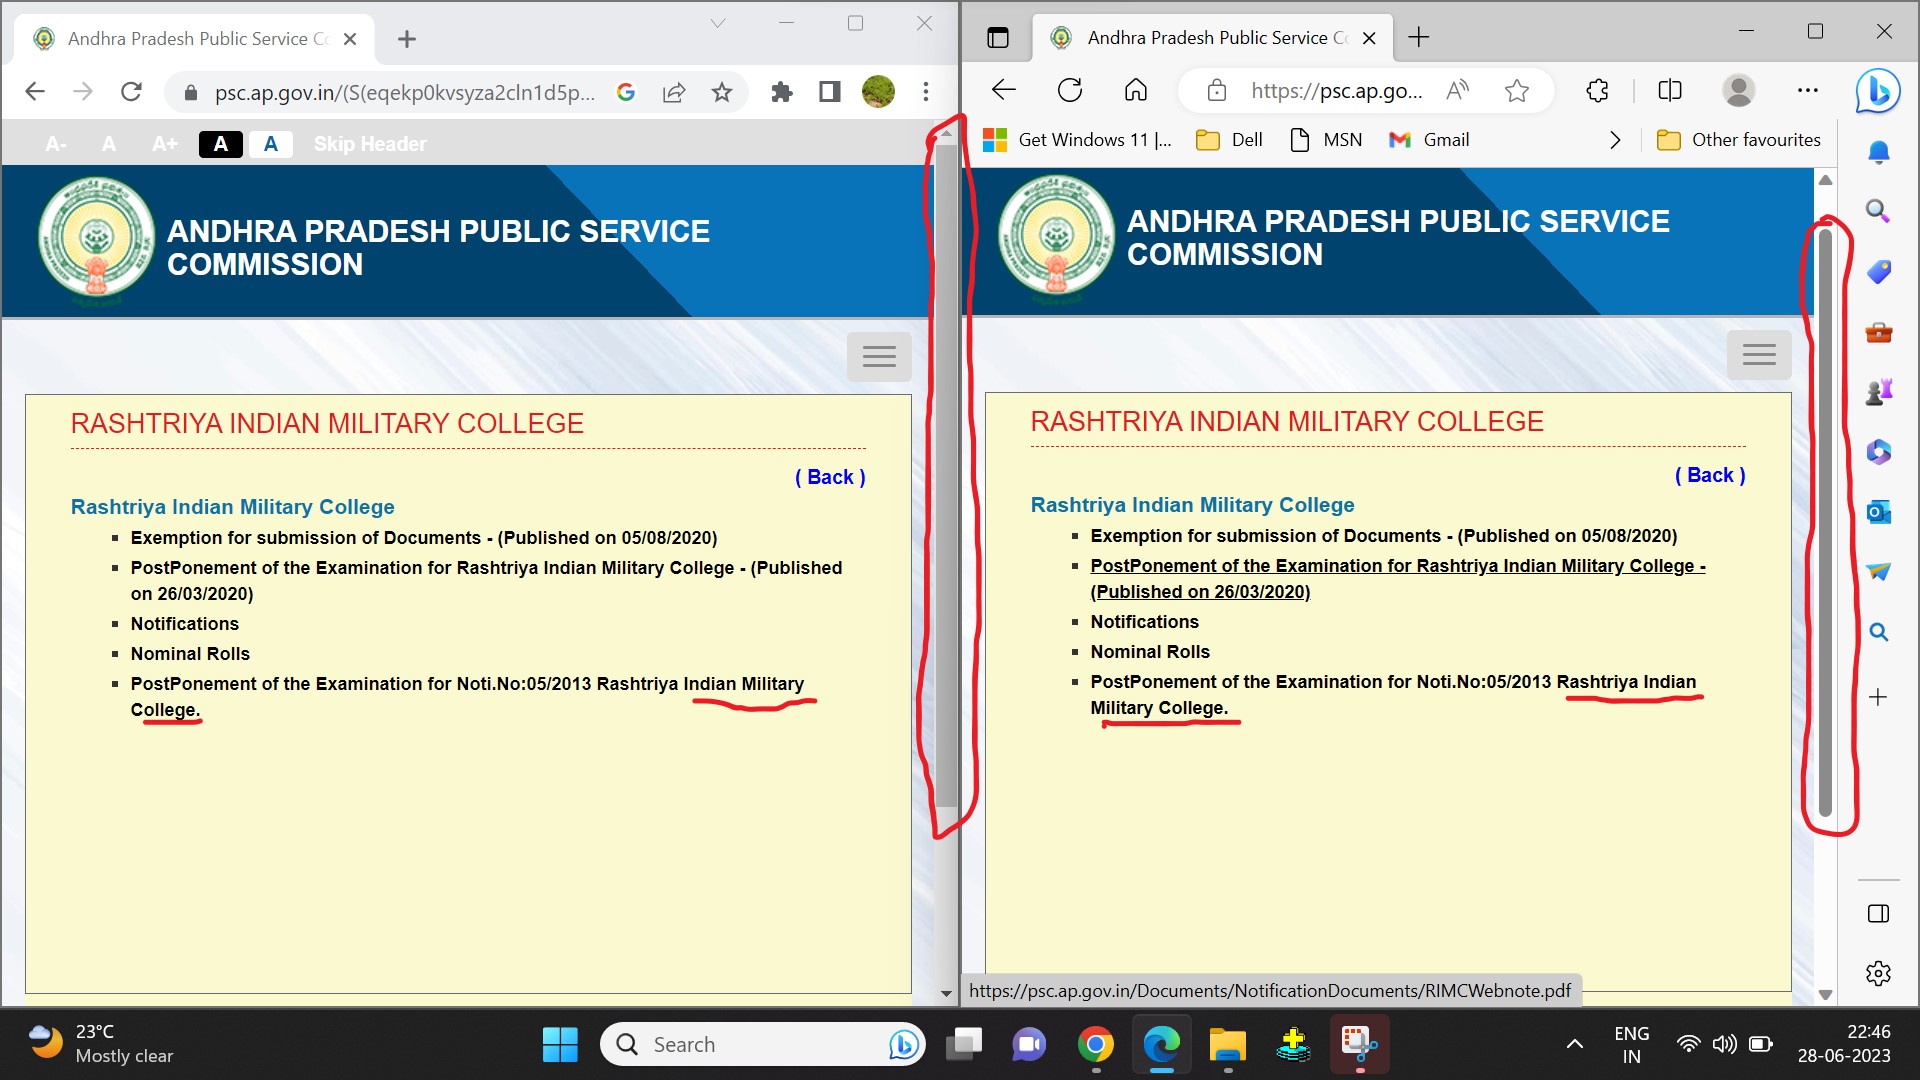 Andhra Pradesh Public Service Co
psc.ap.gov.in/(S(eqekp0kvsyza2cln1d5p...
A- A A+ A A Skip Header
ANDHRA PRADESH PUBLIC SERVICE
COMMISSION
RASHTRIYA INDIAN MILITARY COLLEGE
( Back )
Rashtriya Indian Military College
Exemption for submission of Documents - (Published on 05/08/2020)
PostPonement of the Examination for Rashtriya Indian Military College - (Published
on 26/03/2020)
Notifications
Nominal Rolls
PostPonement of the Examination for Noti.No:05/2013 Rashtriya Indian Military
College.
Andhra Pradesh Public Service Co
https://psc.ap.go...
Get Windows 11 |... Dell MSN Gmail Other favourites
ANDHRA PRADESH PUBLIC SERVICE
COMMISSION
RASHTRIYA INDIAN MILITARY COLLEGE
( Back )
Rashtriya Indian Military College
Exemption for submission of Documents - (Published on 05/08/2020)
PostPonement of the Examination for Rashtriya Indian Military College -
(Published on 26/03/2020)
Notifications
Nominal Rolls
PostPonement of the Examination for Noti.No:05/2013 Rashtriya Indian
Military College.
https://psc.ap.gov.in/Documents/NotificationDocuments/RIMCWebnote.pdf
23°C
Mostly clear
Search
ENG
IN
22:46
28-06-2023